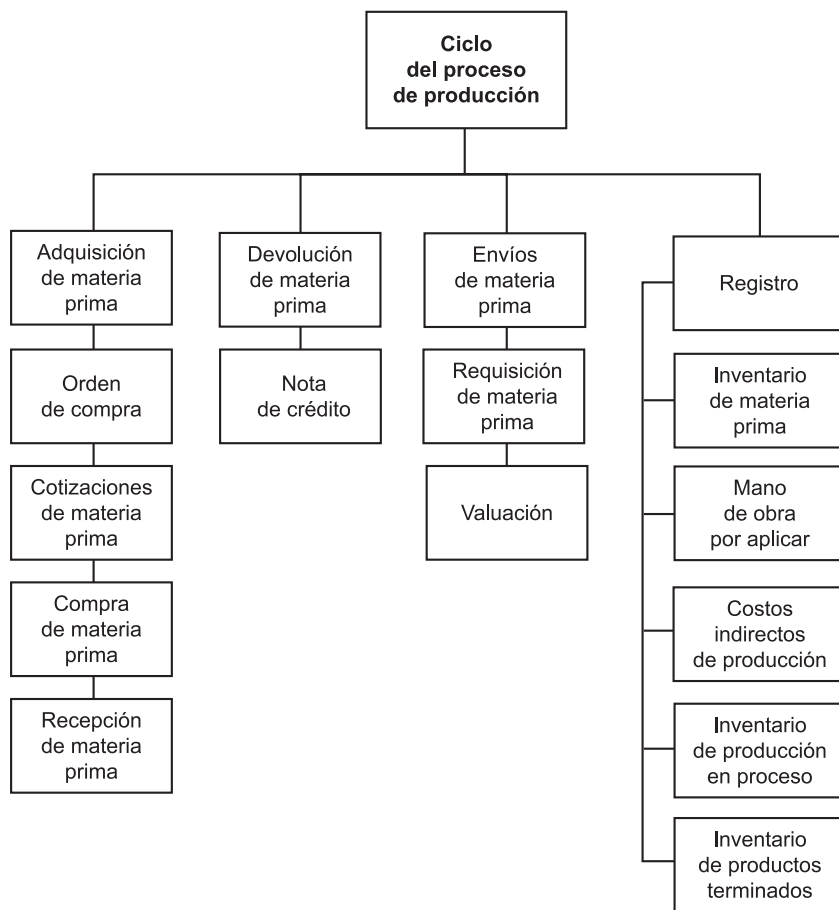 Ciclo
del proceso
de producción
Adquisición
de materia
prima
Orden
de compra
Cotizaciones
de materia
prima
Compra
de materia
prima
Recepción
de materia
prima
Devolución
de materia
prima
Nota
de crédito
Envíos
de materia
prima
Requisición
de materia
prima
Valuación
Registro
Inventario
de materia
prima
Mano
de obra
por aplicar
Costos
indirectos
de producción
Inventario
de producción
en proceso
Inventario
de productos
terminados